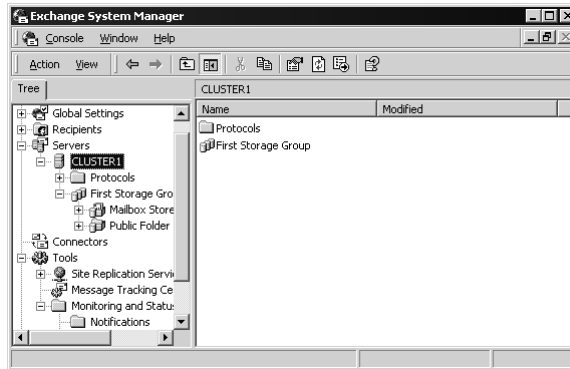 Exchange System Manager
Console Window Help
Action View
Tree
CLUSTER1
Name Modified
Global Settings
Recipients
Servers
CLUSTER1
Protocols
First Storage Gro
Mailbox Store
Public Folder
Connectors
Tools
Site Replication Servi
Message Tracking Ce
Monitoring and Statu
Notifications
Protocols
First Storage Group